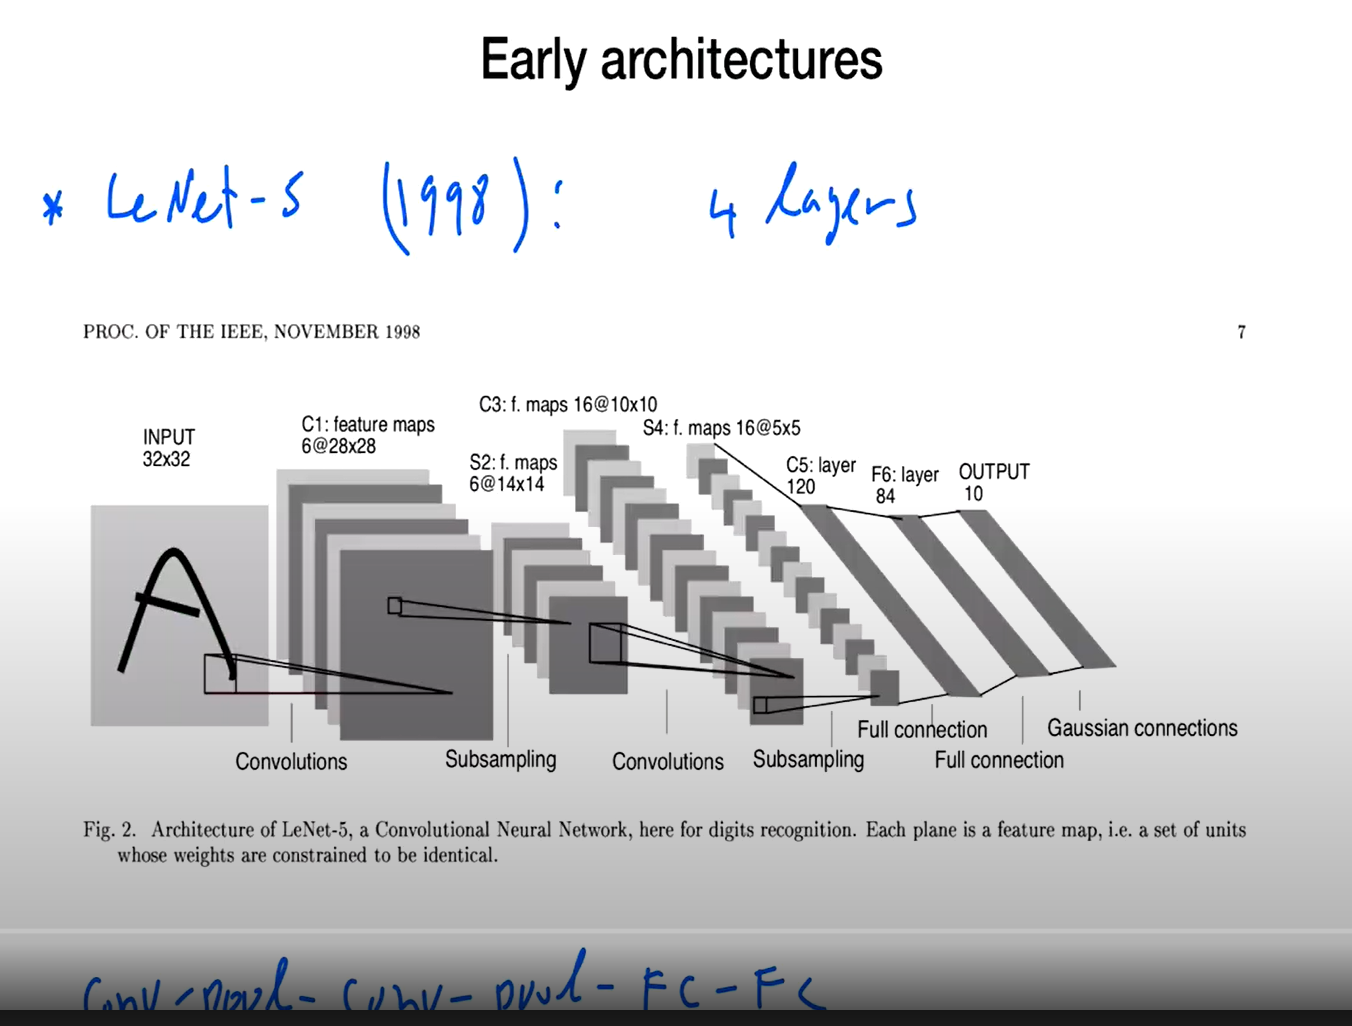 Early architectures
* LeNet-5 (1998): 4 layers
PROC. OF THE IEEE, NOVEMBER 1998 7
C3: f. maps 16@10x10
INPUT
32x32
C1: feature maps
6@28x28
S4: f. maps 16@5x5
S2: f. maps
6@14x14
C5: layer
120
F6: layer
84
OUTPUT
10
Convolutions
Subsampling
Convolutions
Subsampling
Full connection
Full connection
Gaussian connections
Fig. 2. Architecture of LeNet-5, a Convolutional Neural Network, here for digits recognition. Each plane is a feature map, i.e. a set of units
whose weights are constrained to be identical.
Conv - pool - Conv - pool - FC - FC